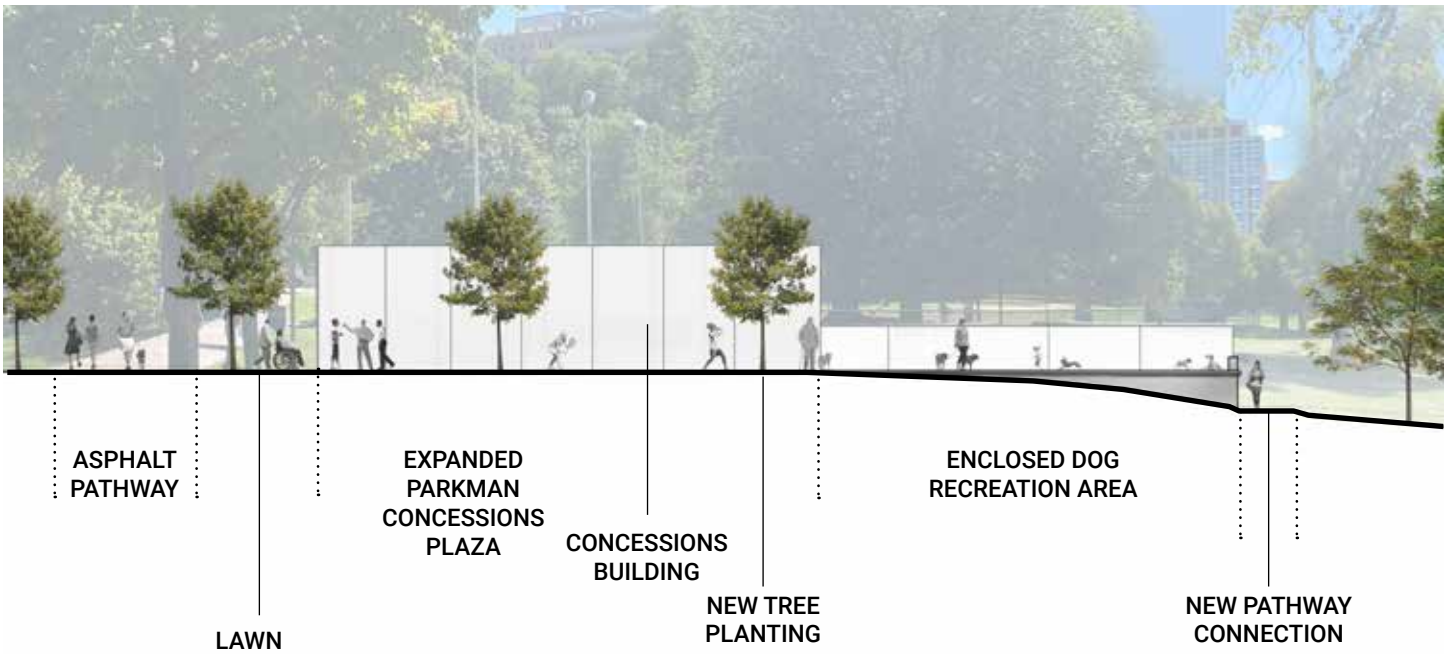 ASPHALT
PATHWAY
EXPANDED
PARKMAN
CONCESSIONS
PLAZA
CONCESSIONS
BUILDING
ENCLOSED DOG
RECREATION AREA
LAWN
NEW TREE
PLANTING
NEW PATHWAY
CONNECTION